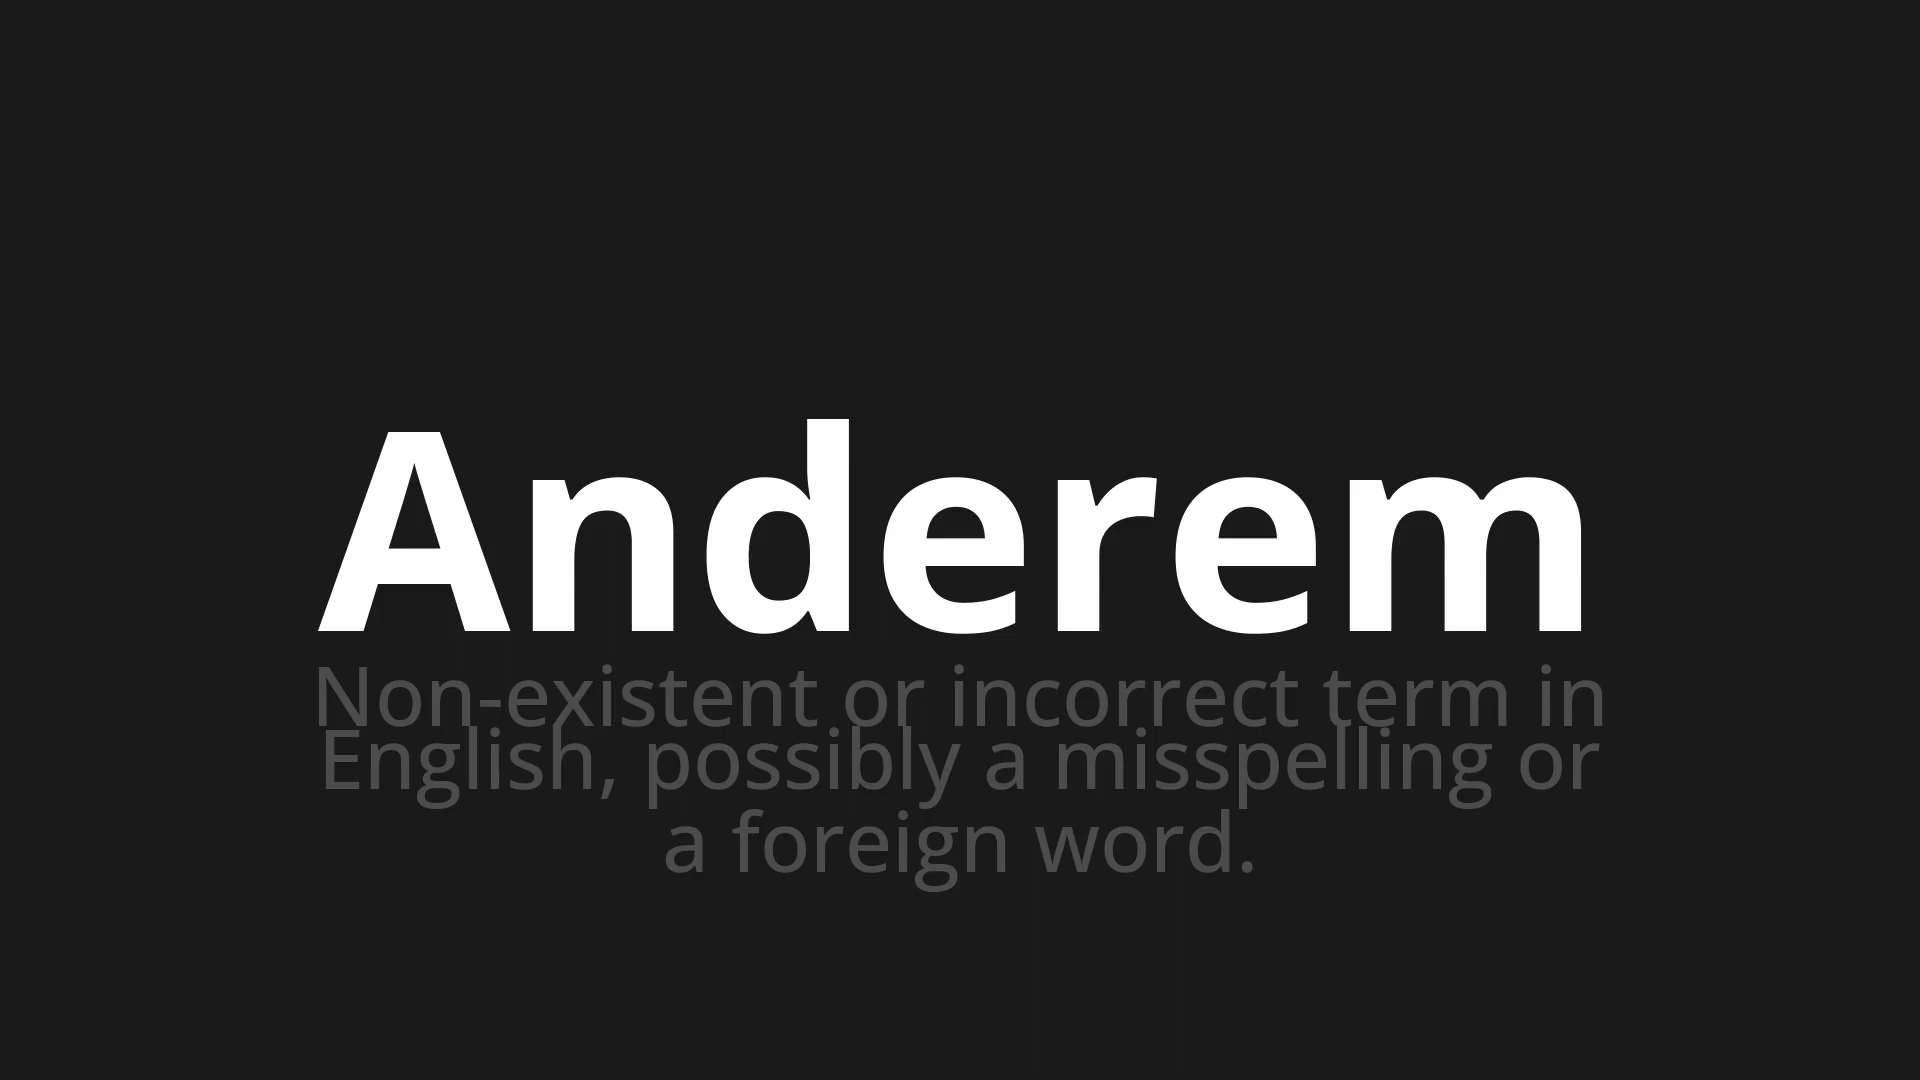 Anderem
Non-existent or incorrect term in
English, possibly a misspelling or
a foreign word.